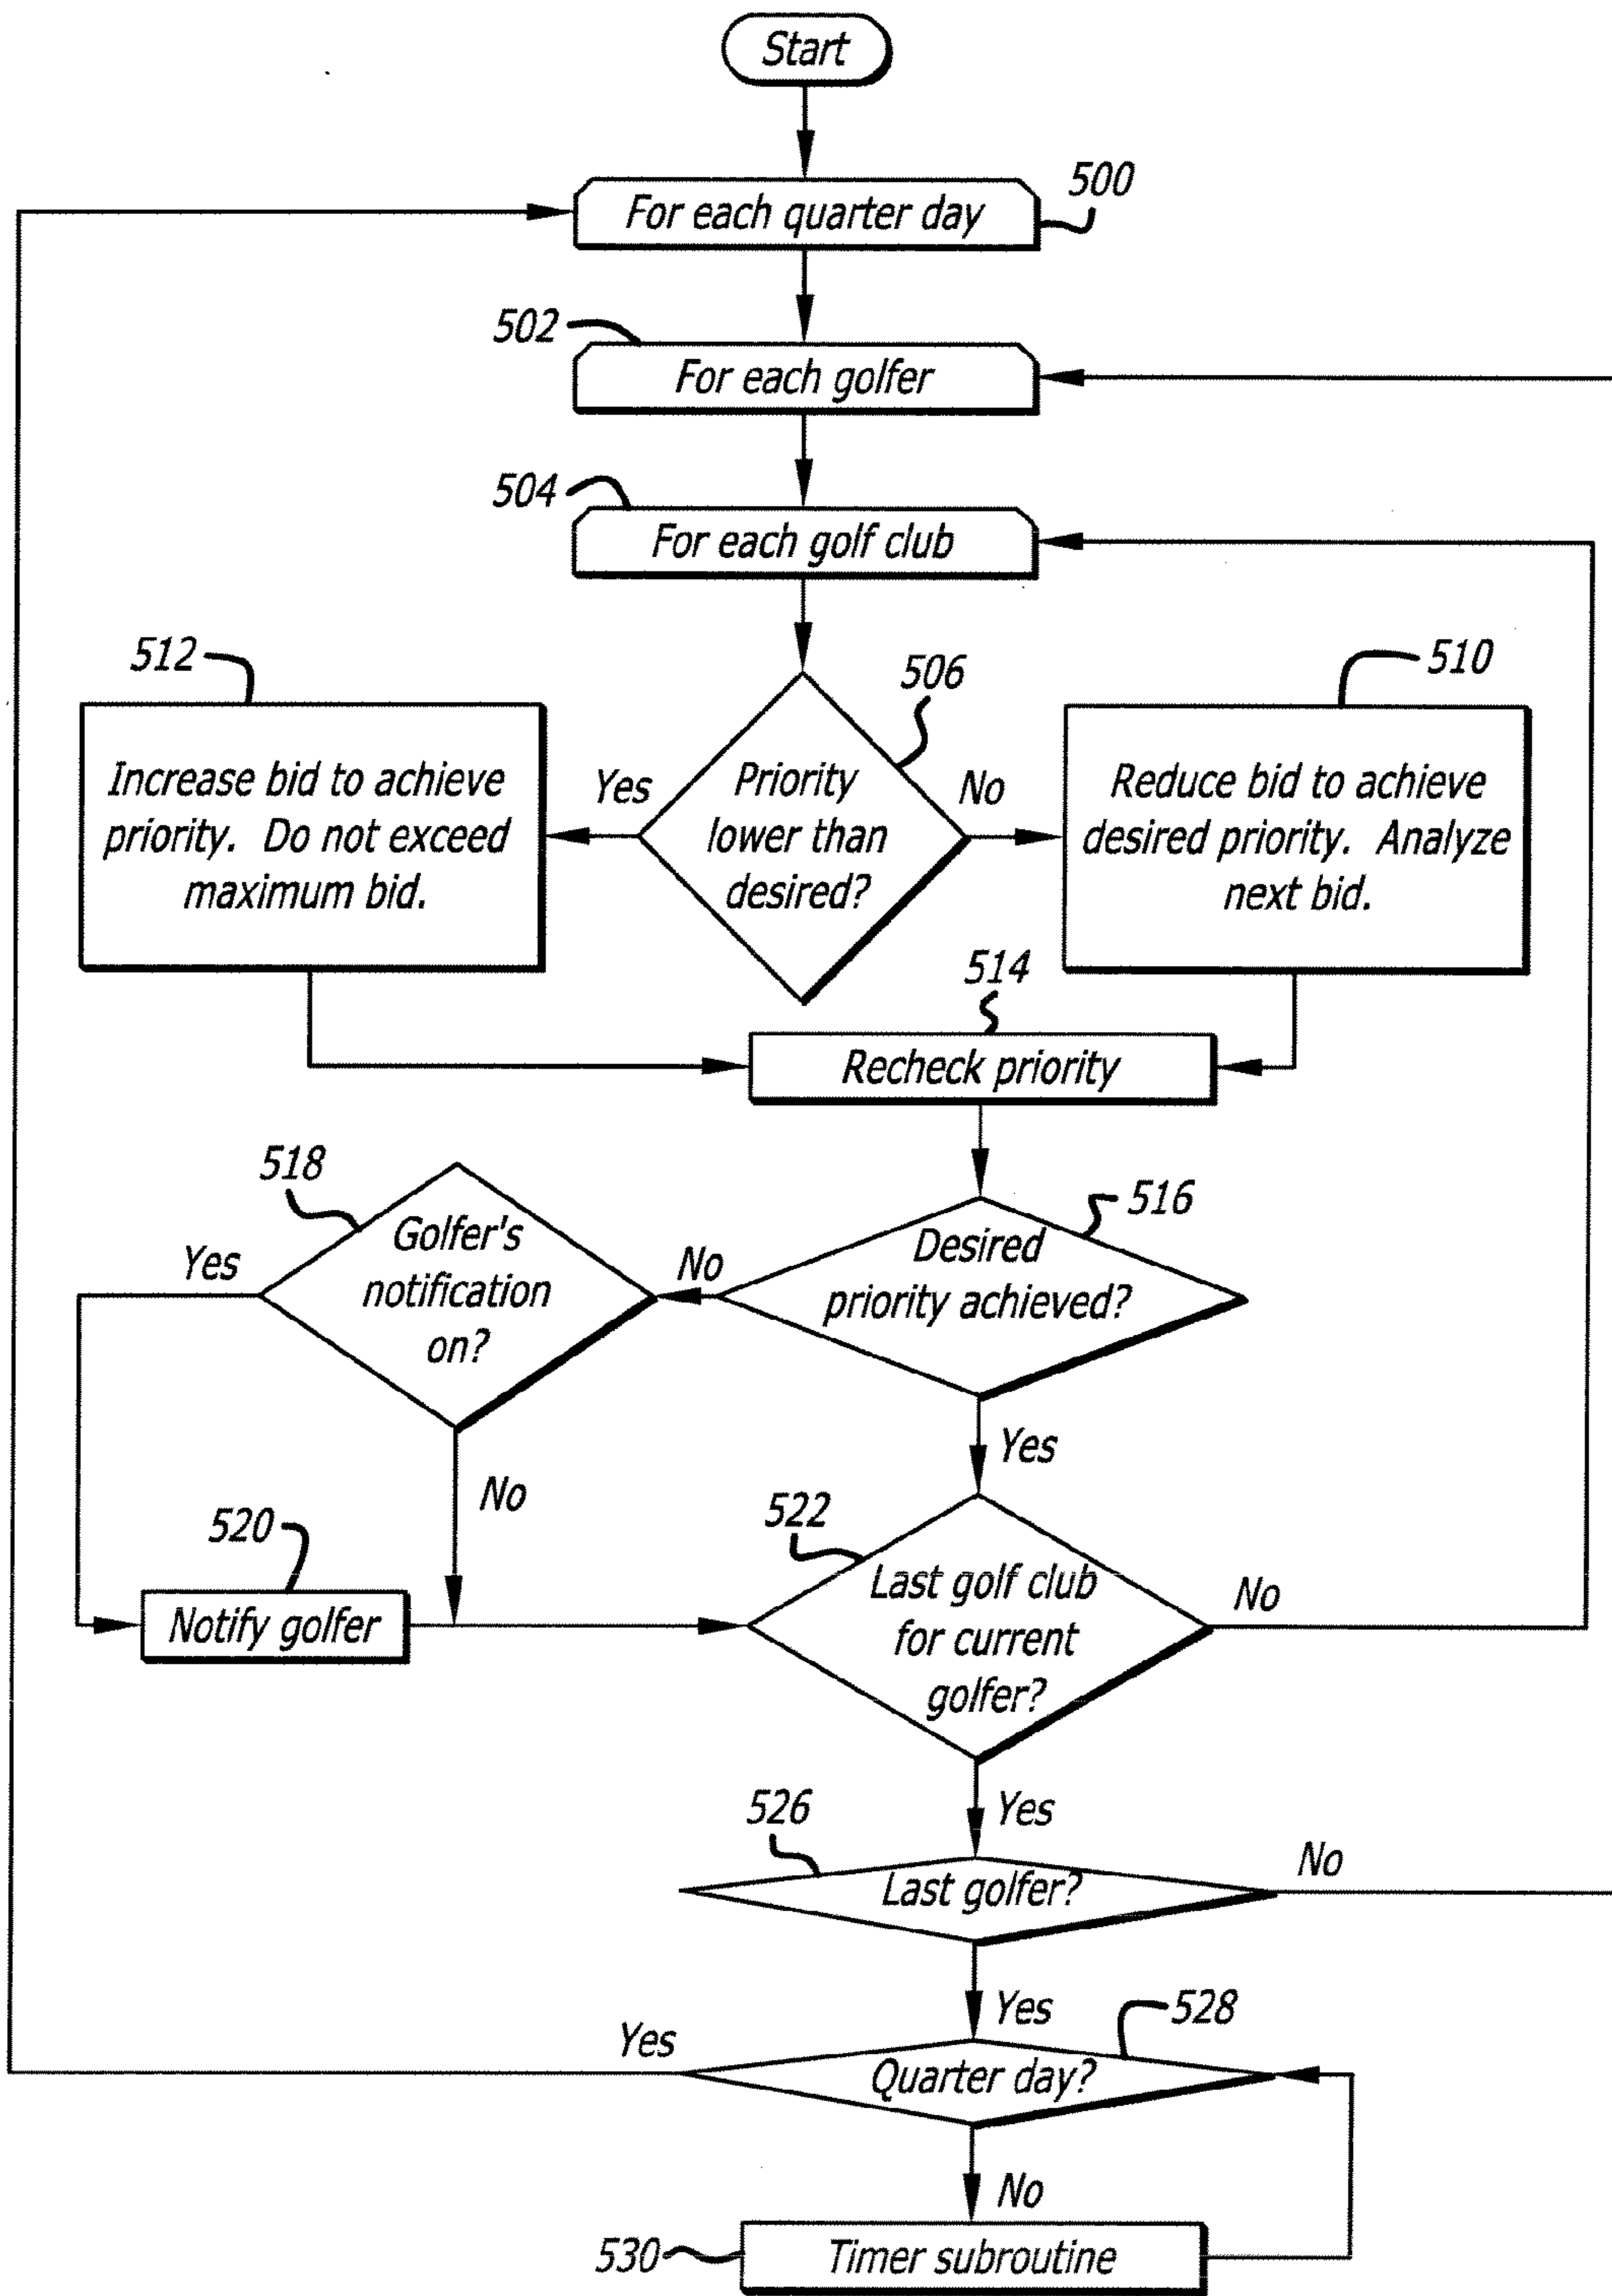 Start
For each quarter day
500
502
For each golfer
504
For each golf club
512
506
510
Increase bid to achieve
priority. Do not exceed
maximum bid.
Yes
Priority
lower than
desired?
No
Reduce bid to achieve
desired priority. Analyze
next bid.
514
Recheck priority
518
516
Yes
Golfer's
notification
on?
No
Desired
priority achieved?
Yes
No
520
522
Notify golfer
Last golf club
for current
golfer?
No
Yes
526
Last golfer?
No
Yes
528
Yes
Quarter day?
No
530
Timer subroutine